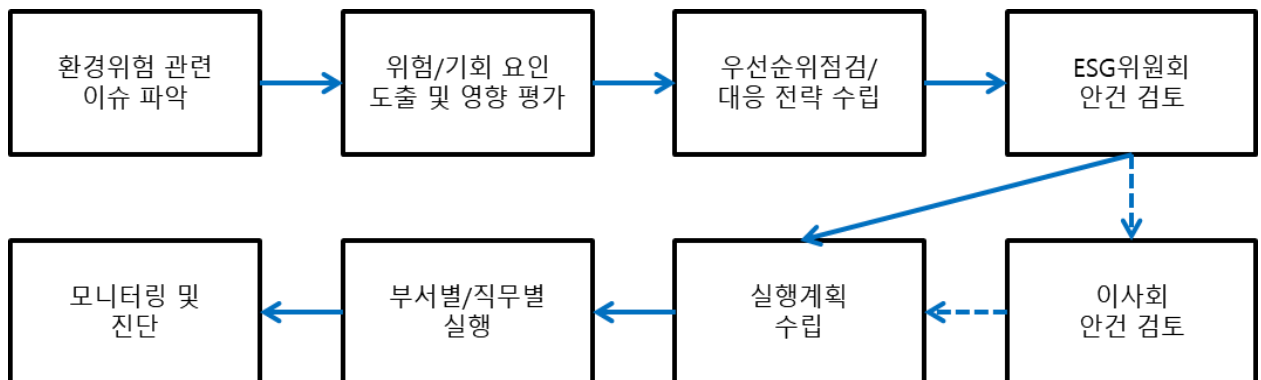 환경위험 관련
이슈 파악
위험/기회 요인
도출 및 영향 평가
우선순위점검/
대응 전략 수립
ESG위원회
안건 검토
모니터링 및
진단
부서별/직무별
실행
실행계획
수립
이사회
안건 검토